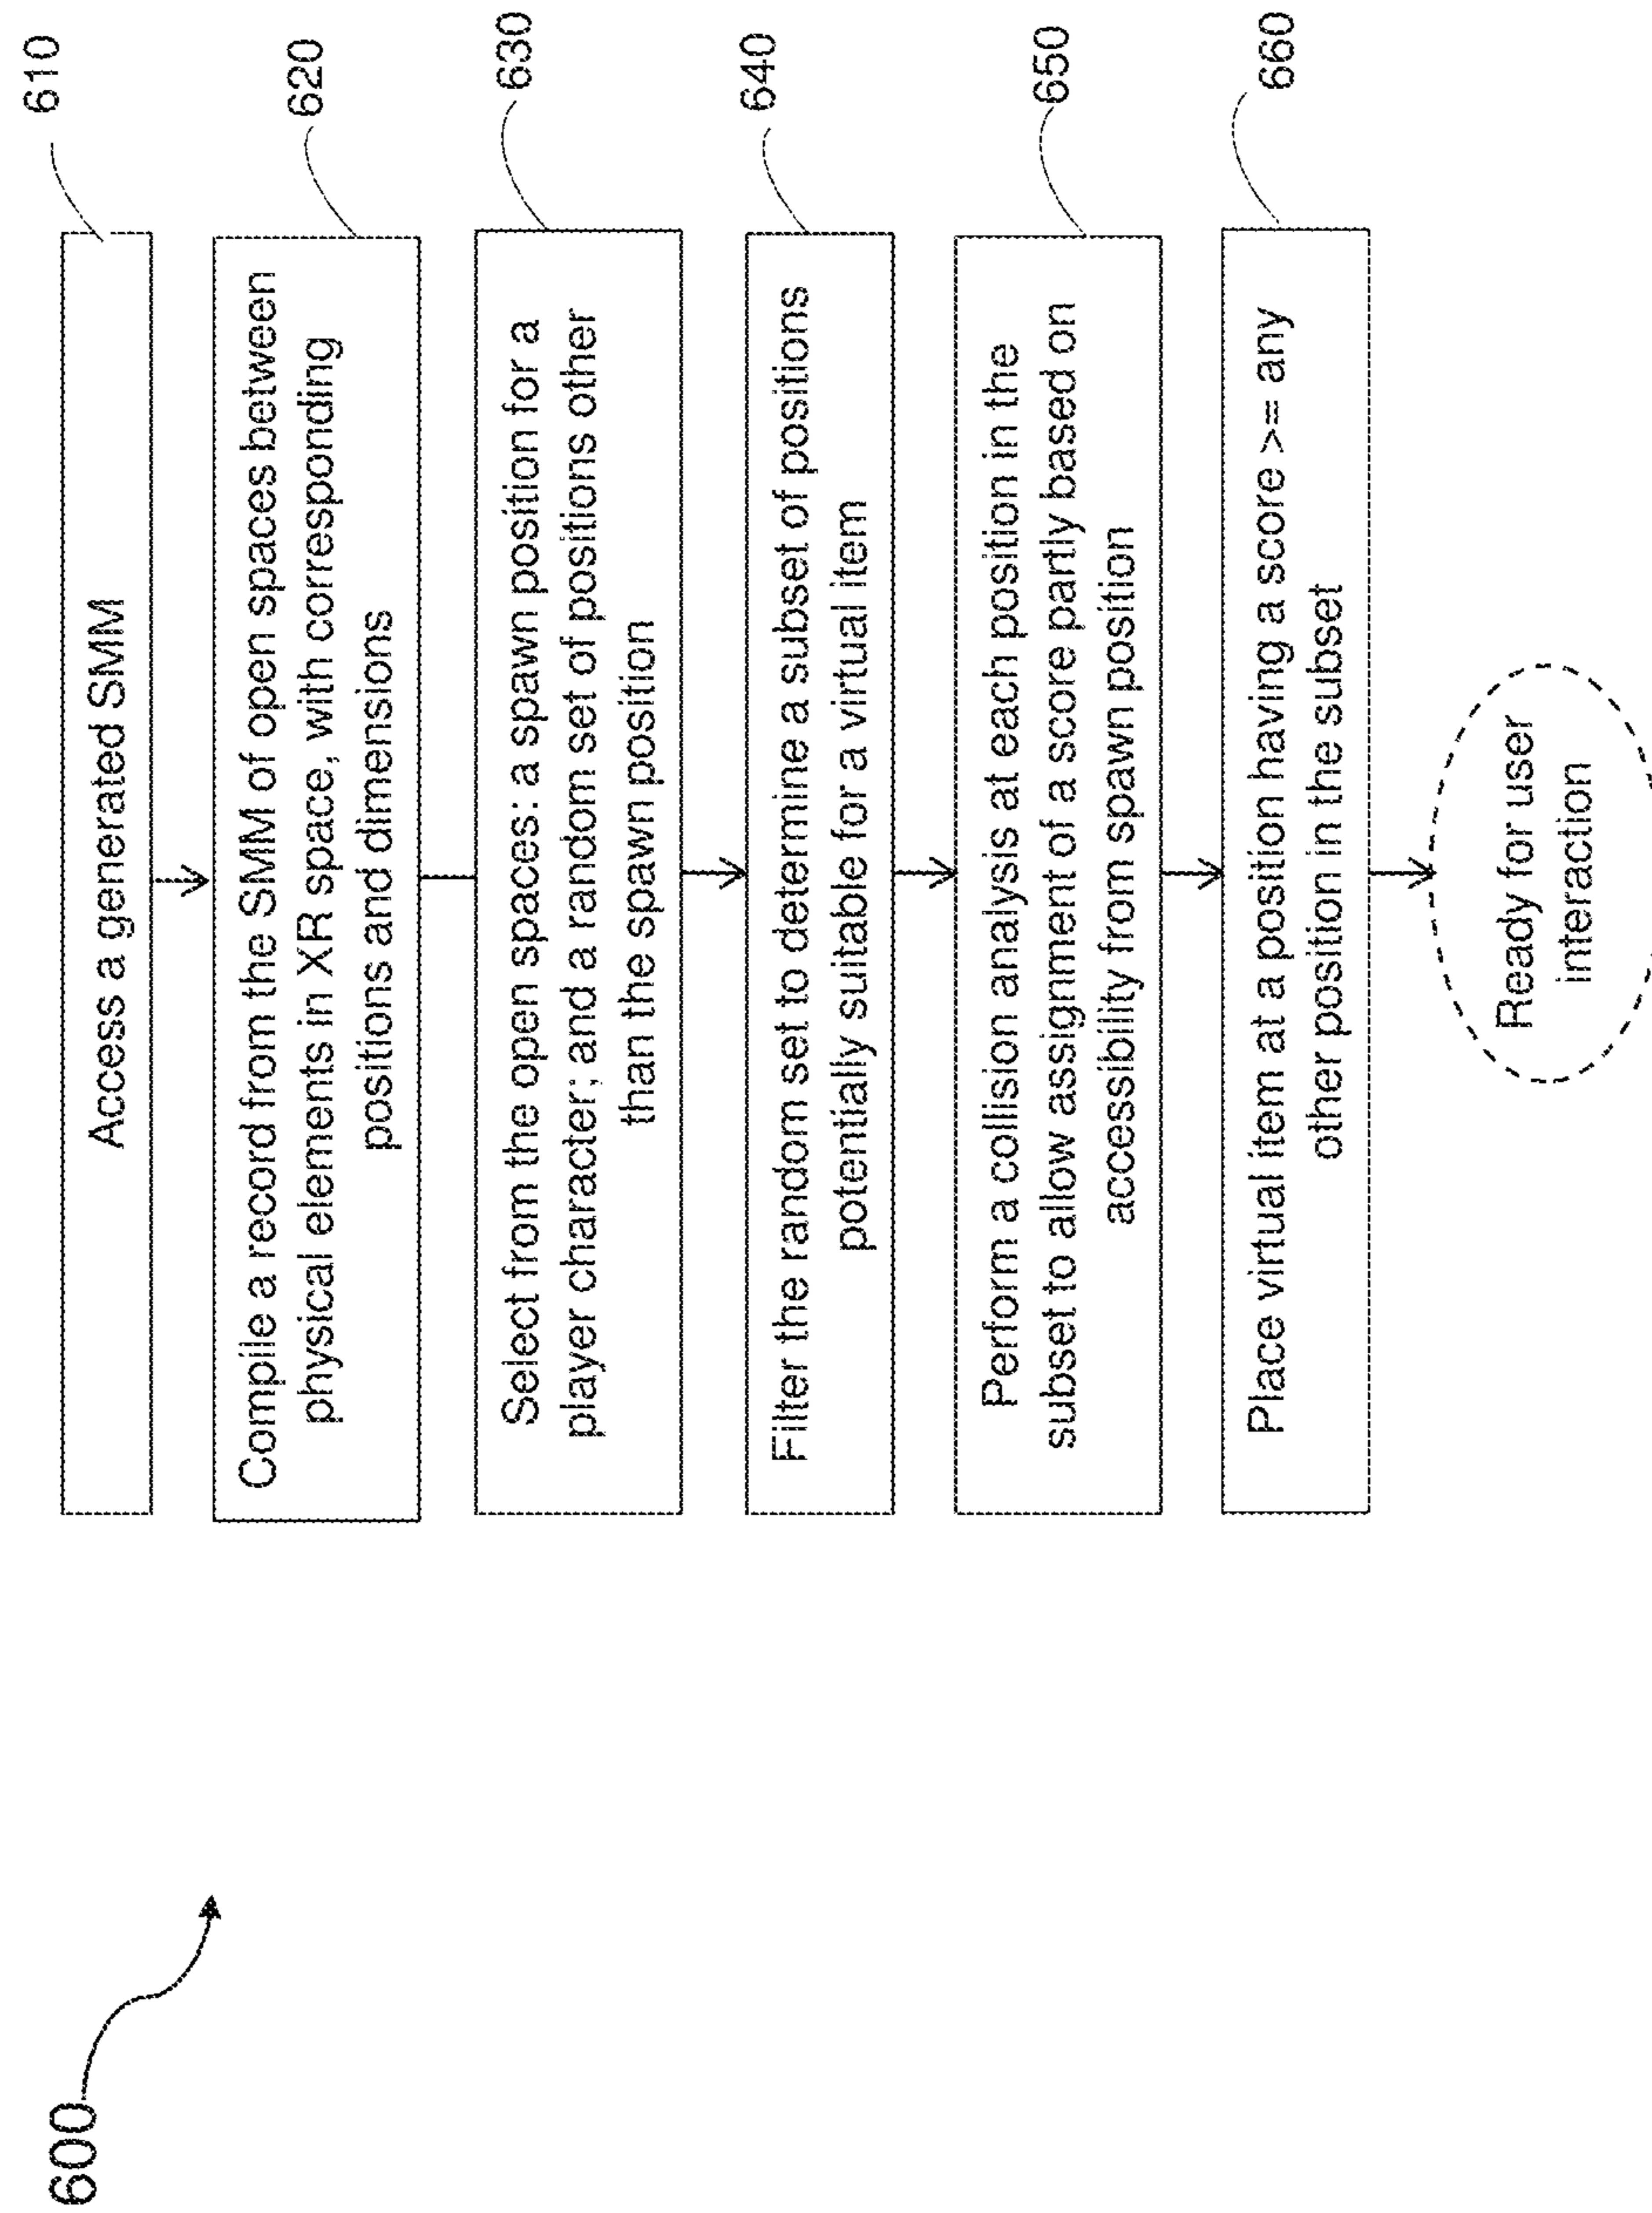 600
610
Access a generated SMM
620
Compile a record from the SMM of open spaces between
physical elements in XR space, with corresponding
positions and dimensions
630
Select from the open spaces: a spawn position for a
player character; and a random set of positions other
than the spawn position
640
Filter the random set to determine a subset of positions
potentially suitable for a virtual item
650
Perform a collision analysis at each position in the
subset to allow assignment of a score partly based on
accessibility from spawn position
660
Place virtual item at a position having a score >= any
other position in the subset
Ready for user
interaction